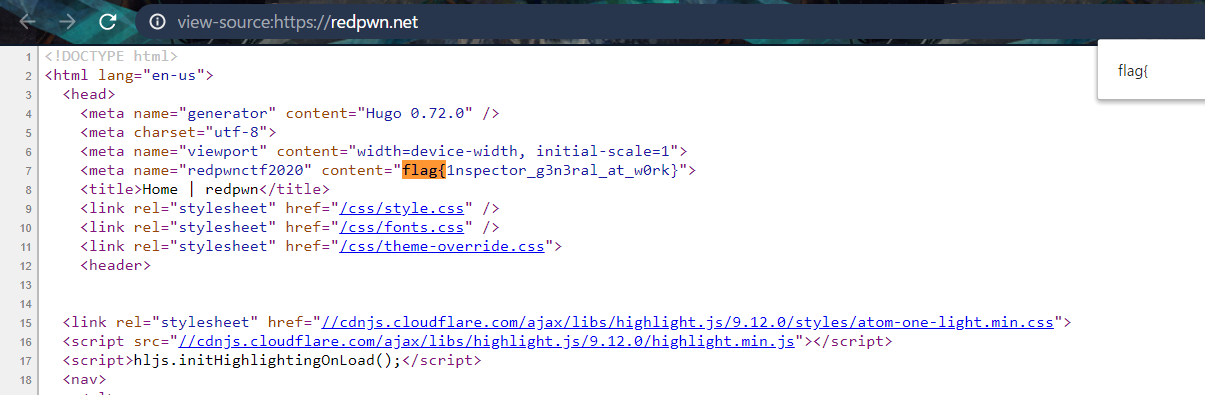 view-source:https://redpwn.net
flag{
1 <!DOCTYPE html>
2 <html lang="en-us">
3 <head>
4 <meta name="generator" content="Hugo 0.72.0" />
5 <meta charset="utf-8">
6 <meta name="viewport" content="width=device-width, initial-scale=1">
7 <meta name="redpwnctf2020" content="flag{1nspector_g3n3ral_at_w0rk}">
8 <title>Home | redpwn</title>
9 <link rel="stylesheet" href="/css/style.css" />
10 <link rel="stylesheet" href="/css/fonts.css" />
11 <link rel="stylesheet" href="/css/theme-override.css">
12 <header>
13
14
15 <link rel="stylesheet" href="//cdnjs.cloudflare.com/ajax/libs/highlight.js/9.12.0/styles/atom-one-light.min.css">
16 <script src="//cdnjs.cloudflare.com/ajax/libs/highlight.js/9.12.0/highlight.min.js"></script>
17 <script>hljs.initHighlightingOnLoad();</script>
18 <nav>